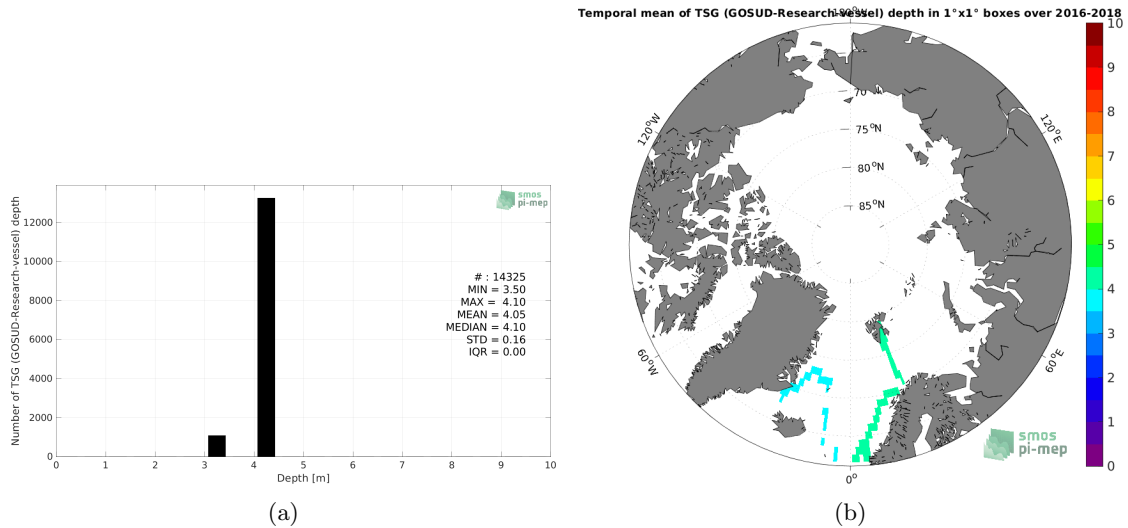 Temporal mean of TSG (GOSUD-Research-vessel) depth in 1°x1° boxes over 2016-2018
Number of TSG (GOSUD-Research-vessel) depth
12000
10000
8000
6000
4000
2000
0
0 1 2 3 4 5 6 7 8 9 10
Depth [m]
smos
pi-mep
# : 14325
MIN = 3.50
MAX = 4.10
MEAN = 4.05
MEDIAN = 4.10
STD = 0.16
IQR = 0.00
(a)
180°W
120°W
120°E
70
75°N
80°N
85°N
60°W
60°E
0°
smos
pi-mep
10
9
8
7
6
5
4
3
2
1
0
(b)